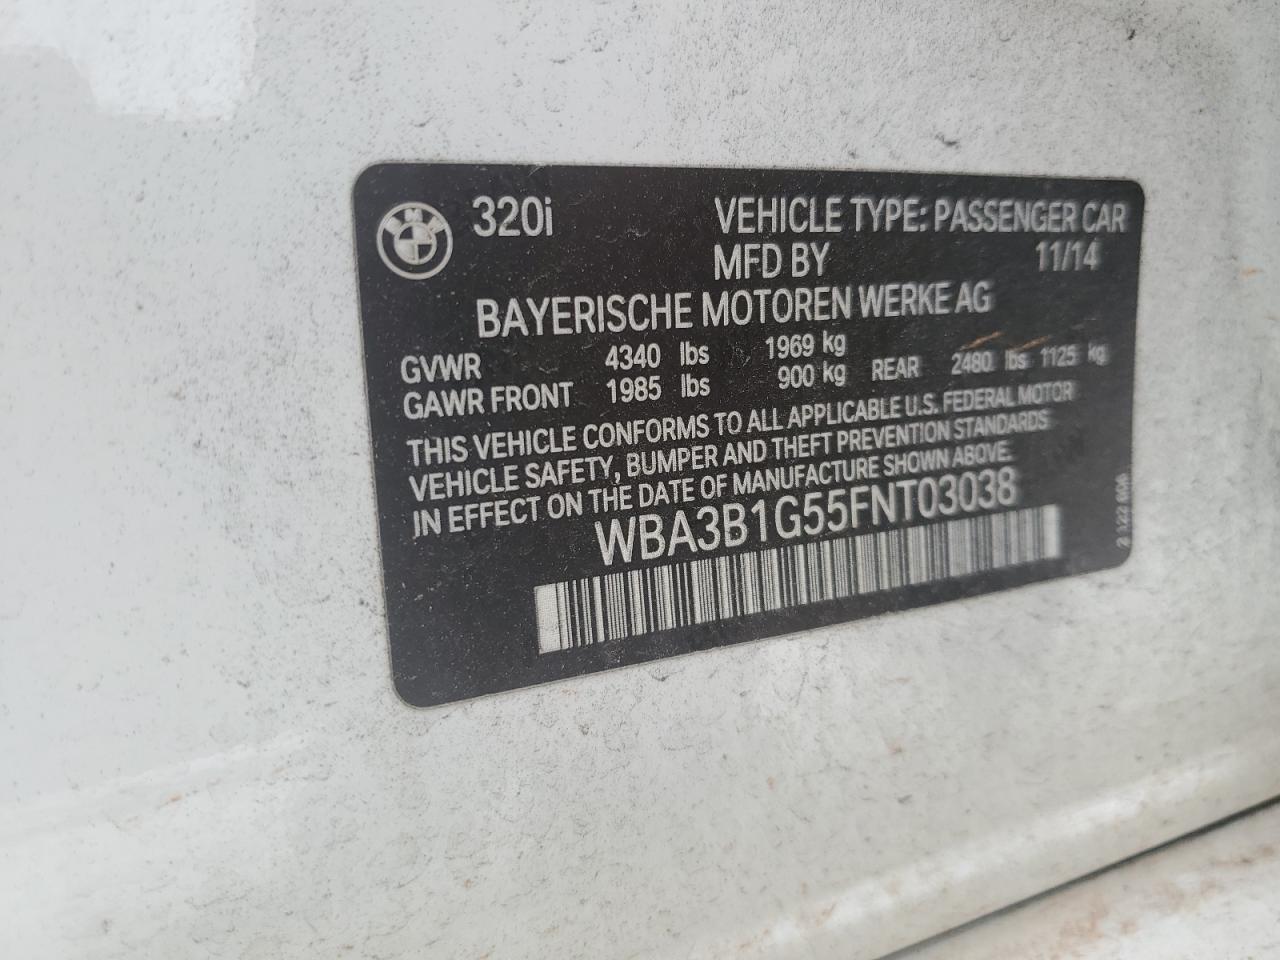 BMW 320i VEHICLE TYPE: PASSENGER CAR
MFD BY 11/14
BAYERISCHE MOTOREN WERKE AG
GVWR 4340 lbs 1969 kg
GAWR FRONT 1985 lbs 900 kg REAR 2480 lbs 1125 kg
THIS VEHICLE CONFORMS TO ALL APPLICABLE U.S. FEDERAL MOTOR
VEHICLE SAFETY, BUMPER AND THEFT PREVENTION STANDARDS
IN EFFECT ON THE DATE OF MANUFACTURE SHOWN ABOVE.
WBA3B1G55FNT03038